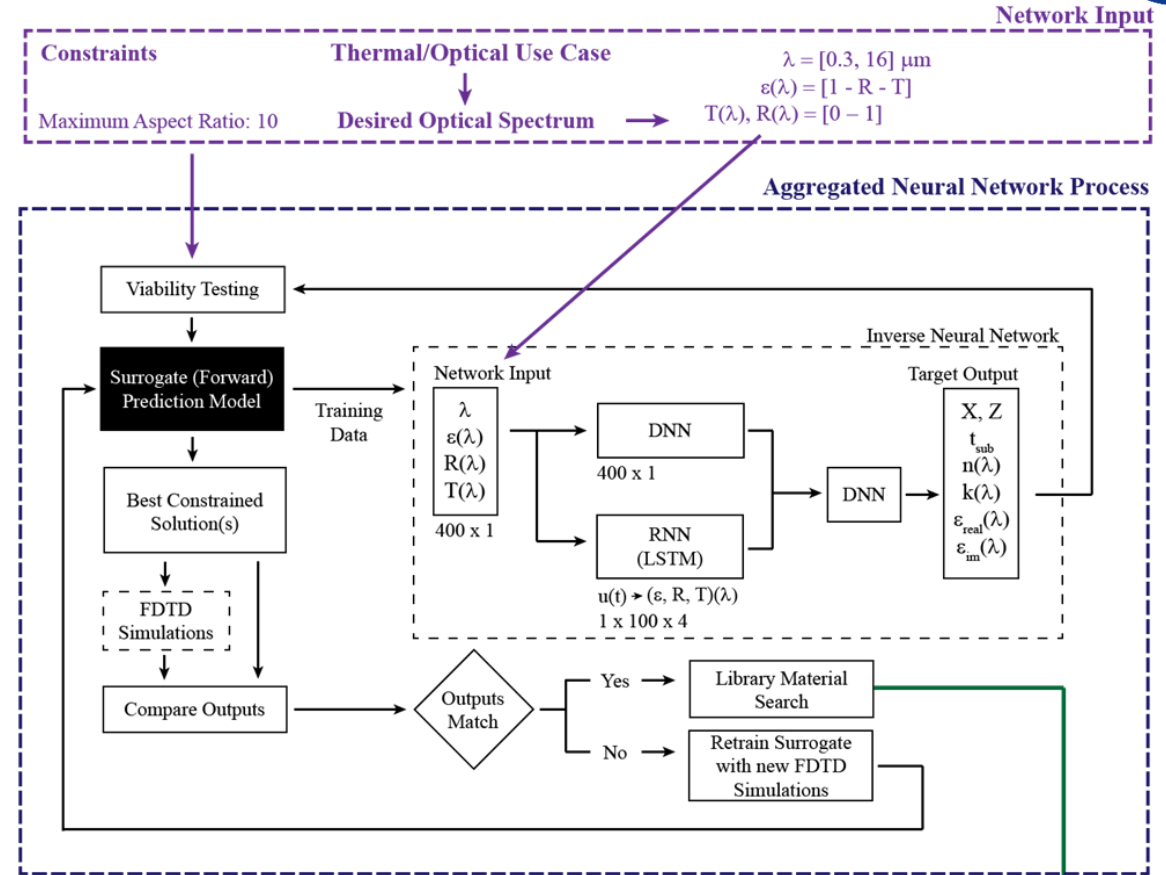 Network Input
Constraints
Thermal/Optical Use Case
λ = [0.3, 16] μm
ε(λ) = [1 - R - T]
Maximum Aspect Ratio: 10
Desired Optical Spectrum
T(λ), R(λ) = [0 – 1]
Aggregated Neural Network Process
Viability Testing
Surrogate (Forward)
Prediction Model
Training
Data
Inverse Neural Network
Network Input
λ
ε(λ)
R(λ)
T(λ)
400 x 1
DNN
400 x 1
RNN
(LSTM)
u(t) → (ε, R, T)(λ)
1 x 100 x 4
DNN
Target Output
X, Z
t_sub
n(λ)
k(λ)
ε_real(λ)
ε_im(λ)
Best Constrained
Solution(s)
FDTD
Simulations
Compare Outputs
Outputs
Match
Yes
Library Material
Search
No
Retrain Surrogate
with new FDTD
Simulations